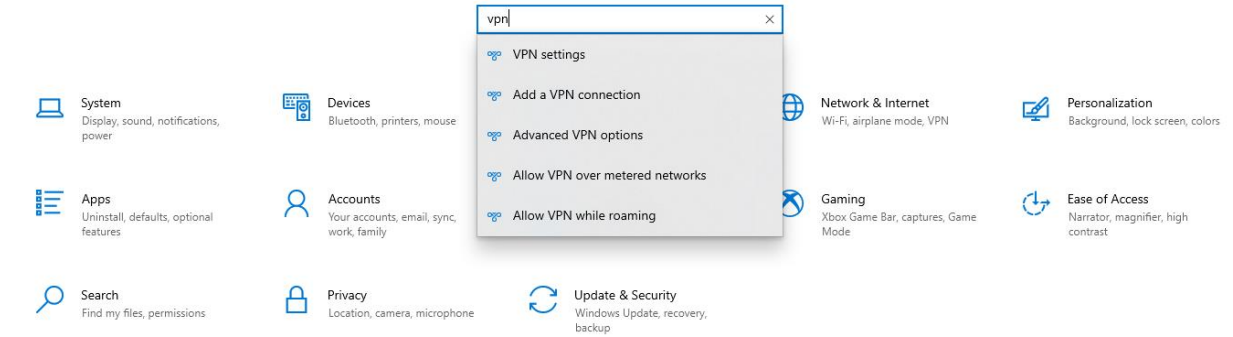 vpn
VPN settings
Add a VPN connection
Advanced VPN options
Allow VPN over metered networks
Allow VPN while roaming
System
Display, sound, notifications,
power
Devices
Bluetooth, printers, mouse
Network & Internet
Wi-Fi, airplane mode, VPN
Personalization
Background, lock screen, colors
Apps
Uninstall, defaults, optional
features
Accounts
Your accounts, email, sync,
work, family
Gaming
Xbox Game Bar, captures, Game
Mode
Ease of Access
Narrator, magnifier, high
contrast
Search
Find my files, permissions
Privacy
Location, camera, microphone
Update & Security
Windows Update, recovery,
backup